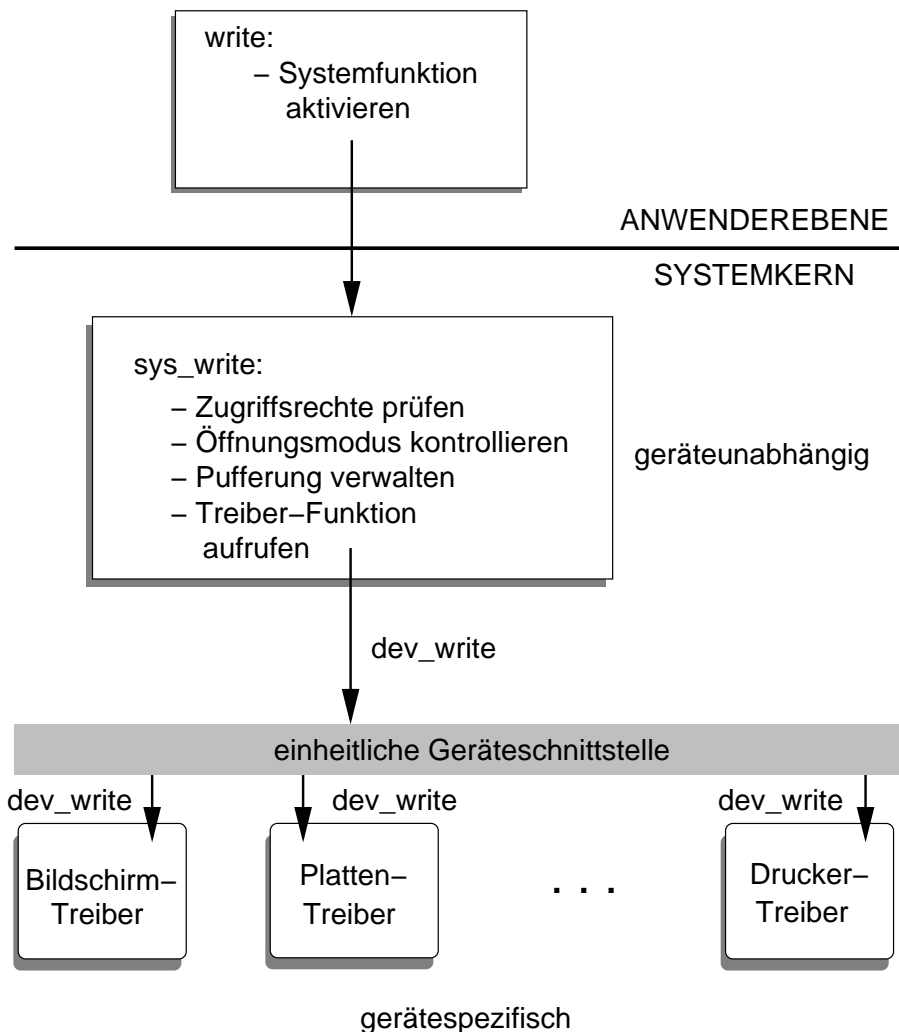 write:
– Systemfunktion
aktivieren
ANWENDEREBENE
SYSTEMKERN
sys_write:
– Zugriffsrechte prüfen
– Öffnungsmodus kontrollieren
– Pufferung verwalten
– Treiber–Funktion
aufrufen
geräteunabhängig
dev_write
einheitliche Geräteschnittstelle
dev_write
dev_write
dev_write
Bildschirm–
Treiber
Platten–
Treiber
. . .
Drucker–
Treiber
gerätespezifisch